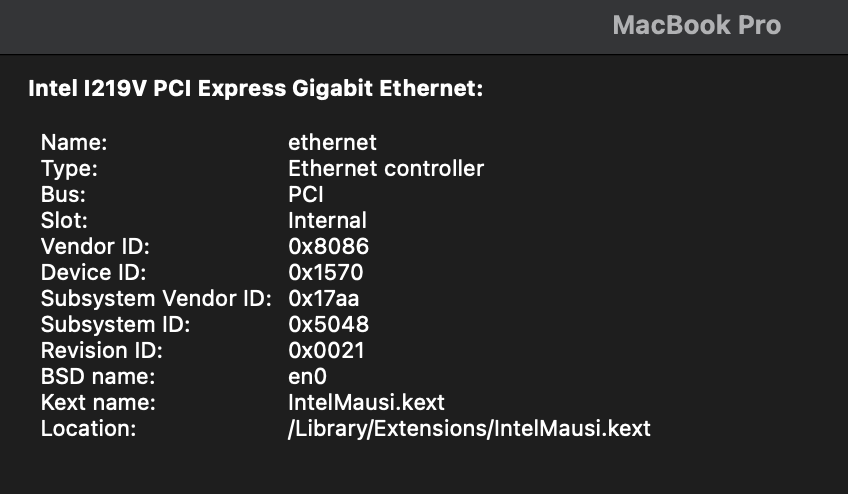 MacBook Pro
Intel I219V PCI Express Gigabit Ethernet:
Name: ethernet
Type: Ethernet controller
Bus: PCI
Slot: Internal
Vendor ID: 0x8086
Device ID: 0x1570
Subsystem Vendor ID: 0x17aa
Subsystem ID: 0x5048
Revision ID: 0x0021
BSD name: en0
Kext name: IntelMausi.kext
Location: /Library/Extensions/IntelMausi.kext